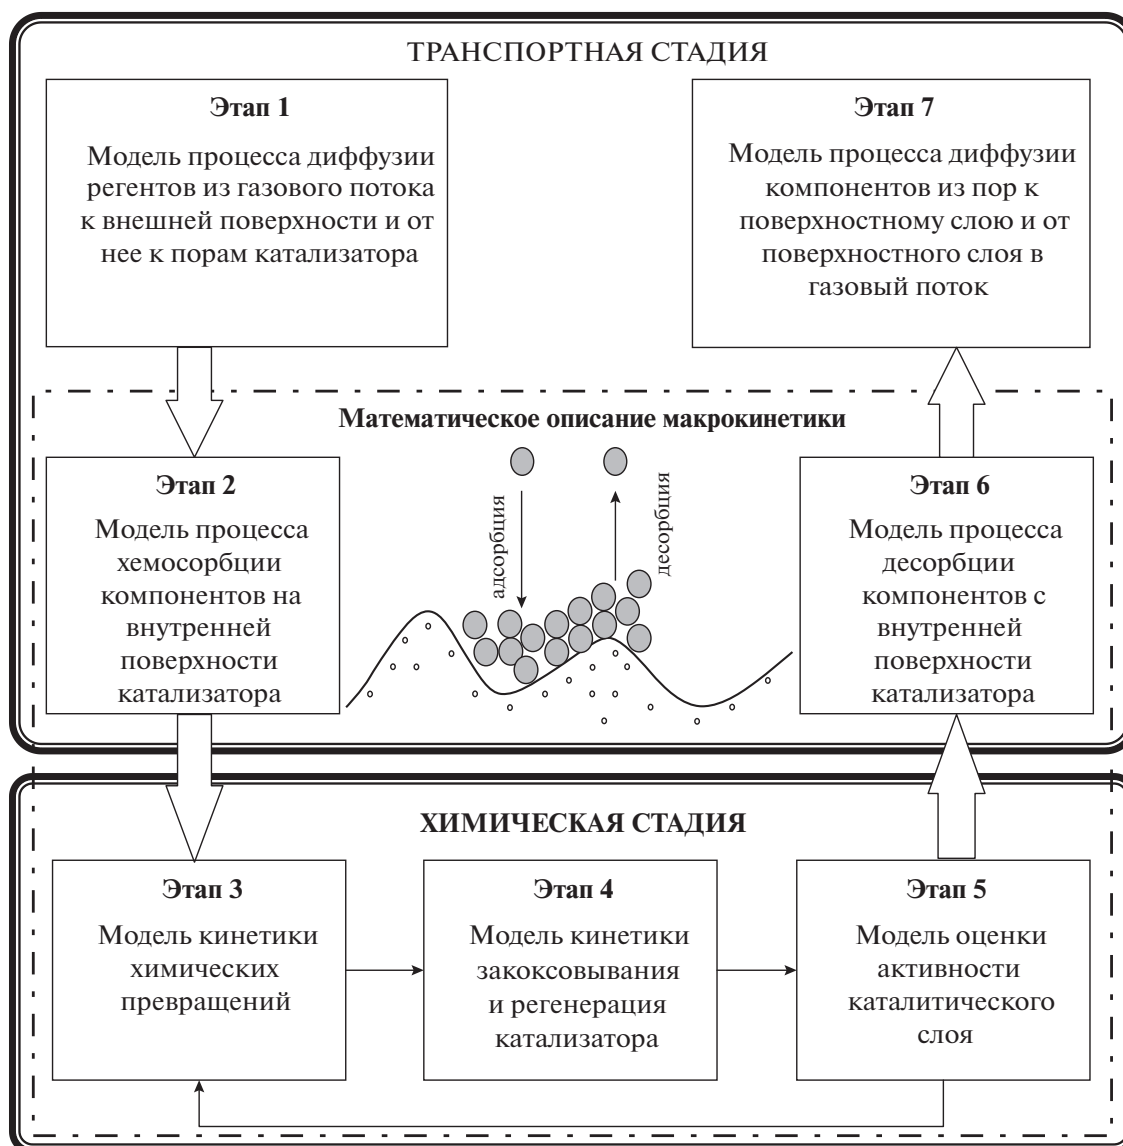 ТРАНСПОРТНАЯ СТАДИЯ
Этап 1
Модель процесса диффузии
регентов из газового потока
к внешней поверхности и от
нее к порам катализатора
Этап 7
Модель процесса диффузии
компонентов из пор к
поверхностному слою и от
поверхностного слоя в
газовый поток
Математическое описание макрокинетики
Этап 2
Модель процесса
хемосорбции
компонентов на
внутренней
поверхности
катализатора
адсорбция
десорбция
Этап 6
Модель процесса
десорбции
компонентов с
внутренней
поверхности
катализатора
ХИМИЧЕСКАЯ СТАДИЯ
Этап 3
Модель кинетики
химических
превращений
Этап 4
Модель кинетики
закоксовывания
и регенерация
катализатора
Этап 5
Модель оценки
активности
каталитического
слоя